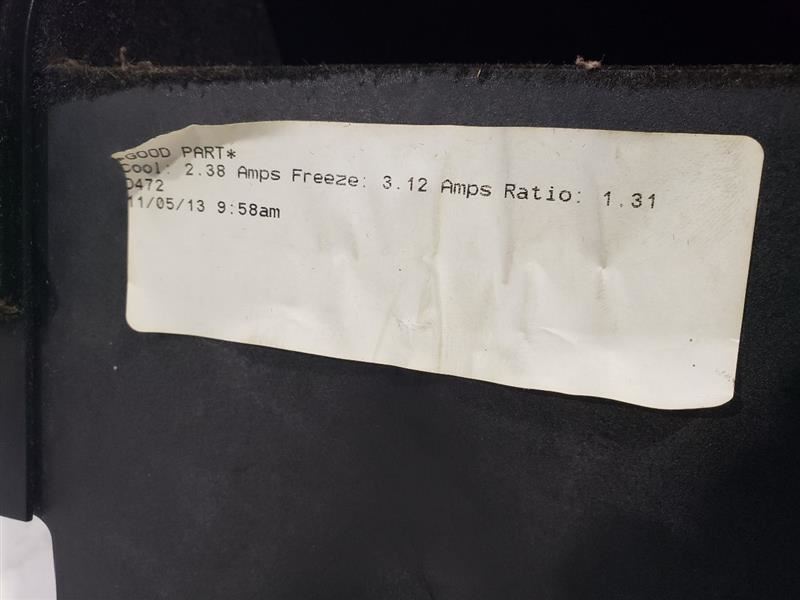 GOOD PART*
Cool: 2.38 Amps Freeze: 3.12 Amps Ratio: 1.31
D472
11/05/13 9:58am